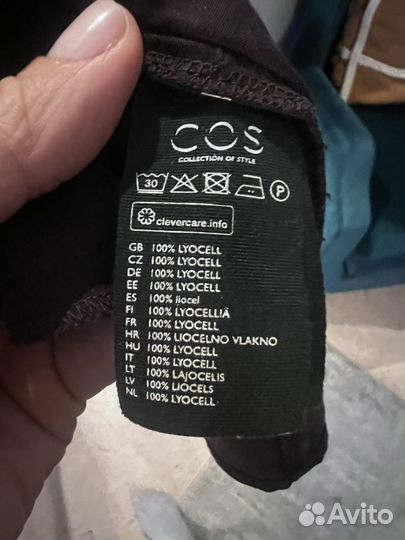 COS
COLLECTION OF STYLE
30 P
clevercare.info
GB 100% LYOCELL
CZ 100% LYOCELL
DE 100% LYOCELL
EE 100% LYOCELL
ES 100% liocel
FI 100% LYOCELLIÄ
FR 100% LYOCELL
HR 100% LIOCELNO VLAKNO
HU 100% LYOCELL
IT 100% LYOCELL
LT 100% LAJOCELIS
LV 100% LIOCELS
NL 100% LYOCELL
Avito